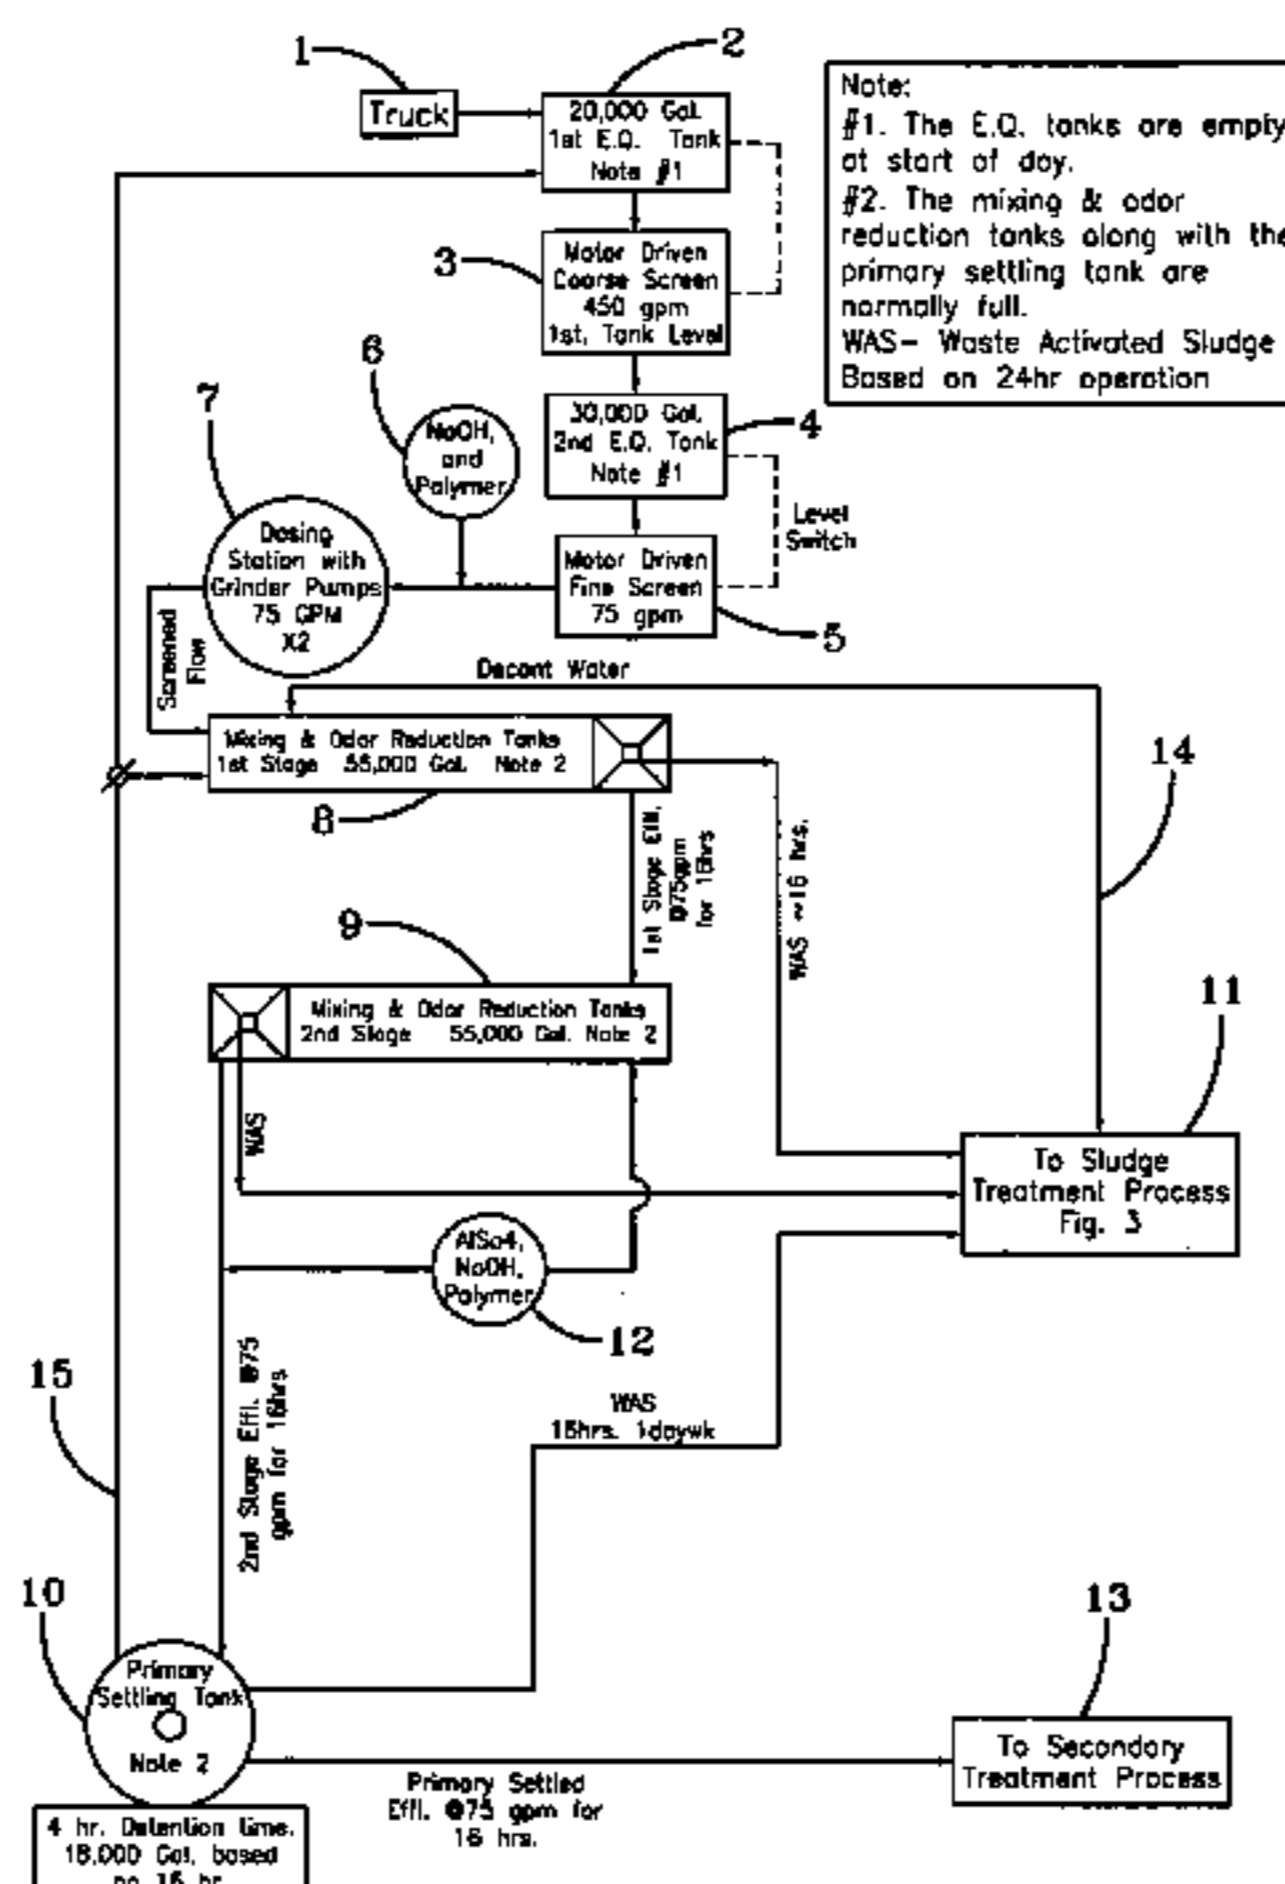 1
2
Truck
20,000 Gal.
1st E.Q. Tank
Note #1
Note:
#1. The E.Q. tanks are empty
at start of day.
#2. The mixing & odor
reduction tanks along with the
primary settling tank are
normally full.
WAS- Waste Activated Sludge
Based on 24hr operation
3
Motor Driven
Coarse Screen
450 gpm
1st. Tank Level
6
7
NaOH,
and
Polymer
30,000 Gal.
2nd E.Q. Tank
Note #1
4
Level
Switch
Dosing
Station with
Grinder Pumps
75 GPM
X2
Motor Driven
Fine Screen
75 gpm
5
Screened
Flow
Decant Water
Mixing & Odor Reduction Tanks
1st Stage 55,000 Gal. Note 2
8
14
1st Stage Effl.
@75gpm
for 16hrs
WAS ~16 hrs.
9
Mixing & Odor Reduction Tanks
2nd Stage 55,000 Gal. Note 2
11
WAS
To Sludge
Treatment Process
Fig. 3
AlSo4,
NaOH,
Polymer
12
15
2nd Stage Effl. @75
gpm for 16hrs
WAS
16hrs. 1daywk
10
Primary
Settling Tank
Note 2
13
To Secondary
Treatment Process
Primary Settled
Effl. @75 gpm for
16 hrs.
4 hr. Detention time.
18,000 Gal. based
on 16 hr.